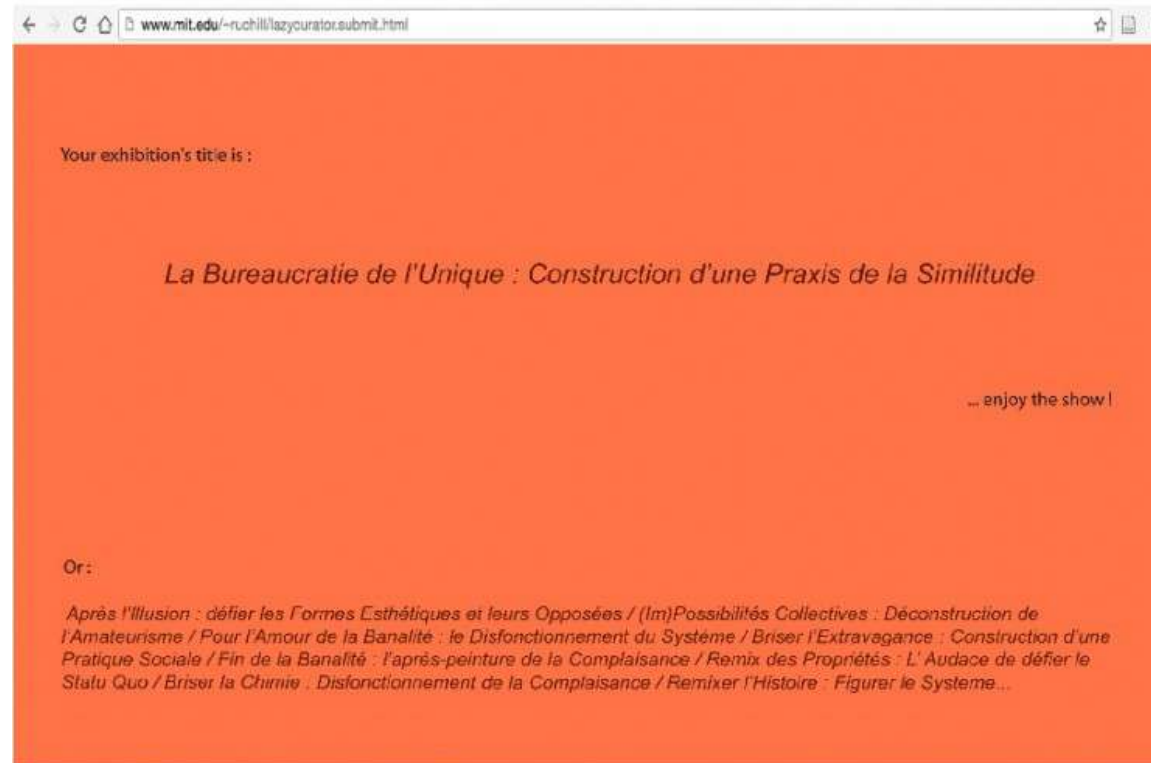 www.mit.edu/~ruchill/lazycurator.submit.html
Your exhibition's title is :
La Bureaucratie de l'Unique : Construction d'une Praxis de la Similitude
... enjoy the show !
Or :
Après l'Illusion : défier les Formes Esthétiques et leurs Opposées / (Im)Possibilités Collectives : Déconstruction de
l'Amateurisme / Pour l'Amour de la Banalité : le Disfonctionnement du Système / Briser l'Extravagance : Construction d'une
Pratique Sociale / Fin de la Banalité : l'après-peinture de la Complaisance / Remix des Propriétés : L' Audace de défier le
Statu Quo / Briser la Chimie : Disfonctionnement de la Complaisance / Remixer l'Histoire : Figurer le Systeme...